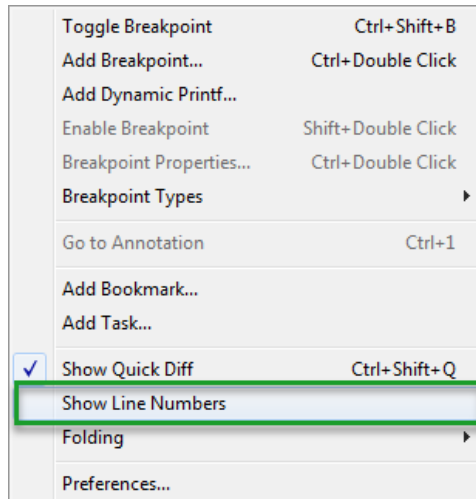 Toggle Breakpoint Ctrl+Shift+B
Add Breakpoint... Ctrl+Double Click
Add Dynamic Printf...
Enable Breakpoint Shift+Double Click
Breakpoint Properties... Ctrl+Double Click
Breakpoint Types
Go to Annotation Ctrl+1
Add Bookmark...
Add Task...
Show Quick Diff Ctrl+Shift+Q
Show Line Numbers
Folding
Preferences...